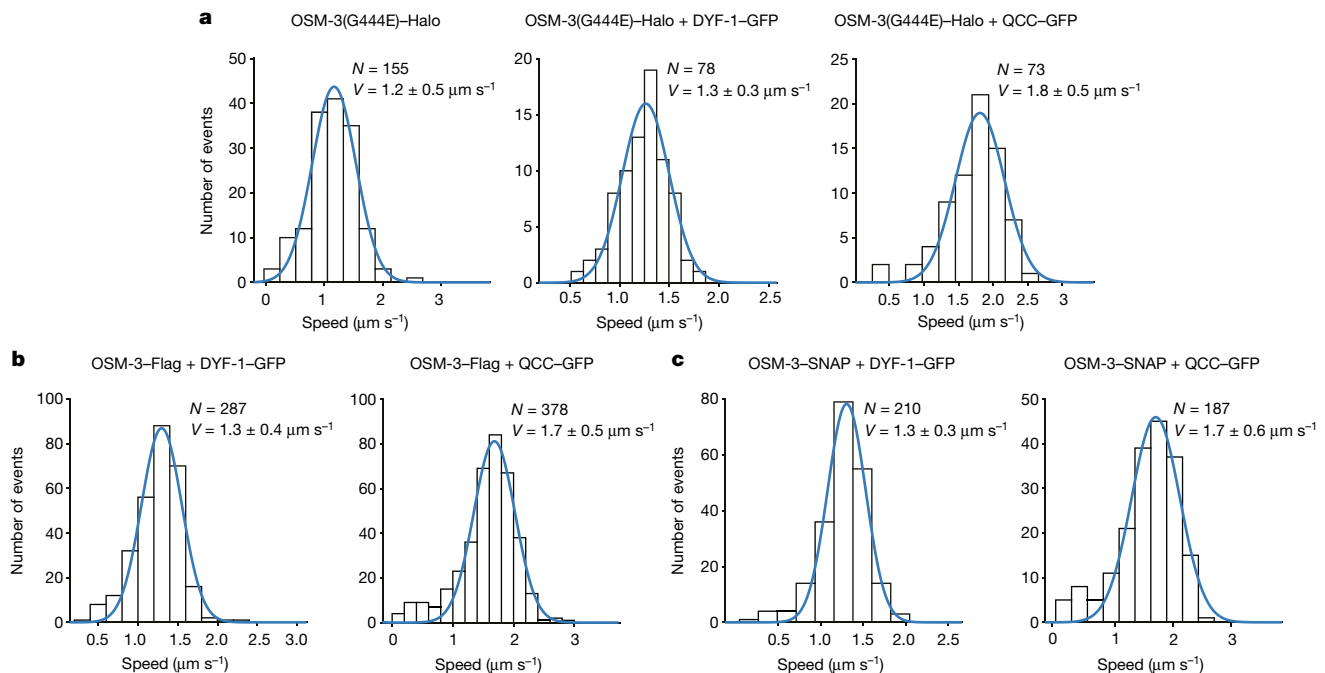 a
OSM-3(G444E)–Halo
OSM-3(G444E)–Halo + DYF-1–GFP
OSM-3(G444E)–Halo + QCC–GFP
Number of events
50
40
30
20
10
0
N = 155
V = 1.2 ± 0.5 μm s⁻¹
0 1 2 3
Speed (μm s⁻¹)
20
15
10
5
0
N = 78
V = 1.3 ± 0.3 μm s⁻¹
0.5 1.0 1.5 2.0 2.5
Speed (μm s⁻¹)
25
20
15
10
5
0
N = 73
V = 1.8 ± 0.5 μm s⁻¹
0.5 1.0 1.5 2.0 2.5 3
Speed (μm s⁻¹)
b
OSM-3–Flag + DYF-1–GFP
OSM-3–Flag + QCC–GFP
Number of events
100
80
60
40
20
0
N = 287
V = 1.3 ± 0.4 μm s⁻¹
0.5 1.0 1.5 2.0 2.5 3.0
Speed (μm s⁻¹)
100
80
60
40
20
0
N = 378
V = 1.7 ± 0.5 μm s⁻¹
0 1 2 3
Speed (μm s⁻¹)
c
OSM-3–SNAP + DYF-1–GFP
OSM-3–SNAP + QCC–GFP
Number of events
80
60
40
20
0
N = 210
V = 1.3 ± 0.3 μm s⁻¹
0.5 1.0 1.5 2.0 2.5
Speed (μm s⁻¹)
50
40
30
20
10
0
N = 187
V = 1.7 ± 0.6 μm s⁻¹
0 1 2 3
Speed (μm s⁻¹)